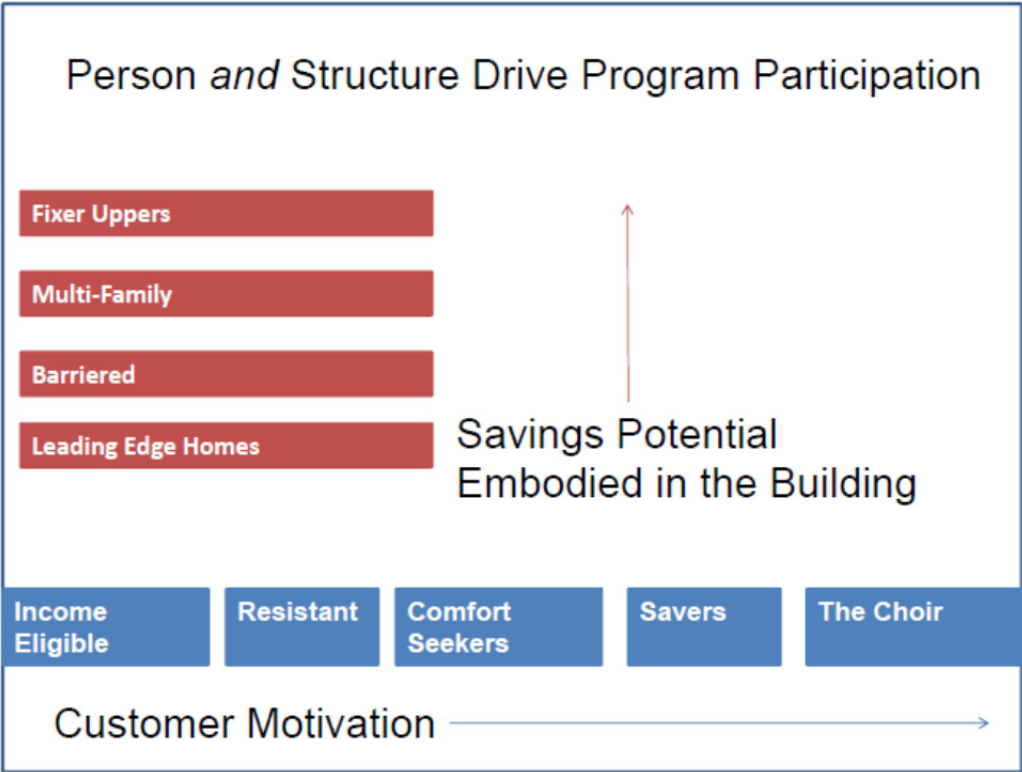 Person and Structure Drive Program Participation
Fixer Uppers
Multi-Family
Barriered
Leading Edge Homes
Savings Potential
Embodied in the Building
Income
Eligible
Resistant
Comfort
Seekers
Savers
The Choir
Customer Motivation